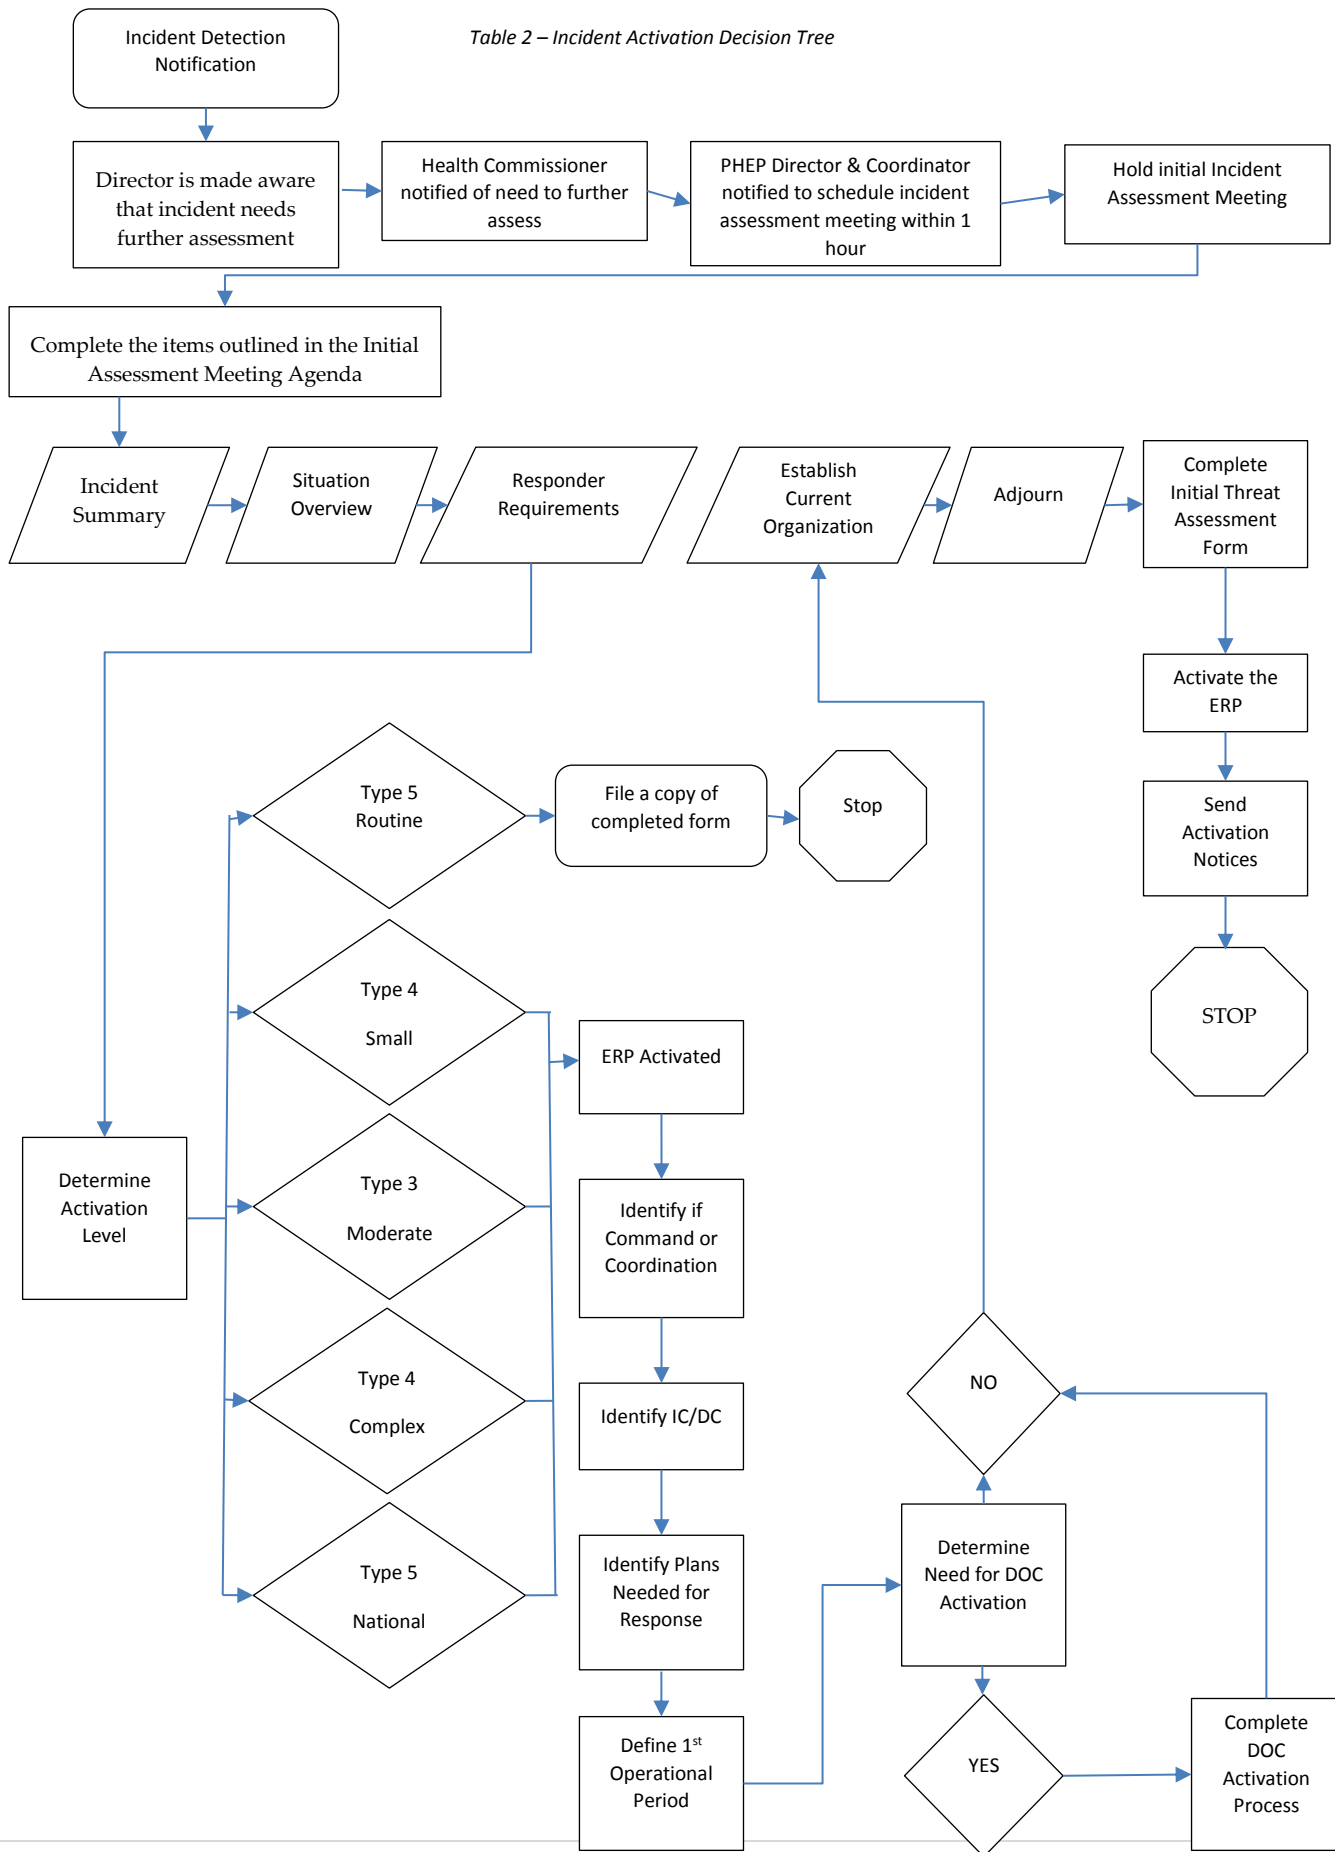 Incident Detection
Notification
Table 2 – Incident Activation Decision Tree
Director is made aware
that incident needs
further assessment
Health Commissioner
notified of need to further
assess
PHEP Director & Coordinator
notified to schedule incident
assessment meeting within 1
hour
Hold initial Incident
Assessment Meeting
Complete the items outlined in the Initial
Assessment Meeting Agenda
Incident
Summary
Situation
Overview
Responder
Requirements
Establish
Current
Organization
Adjourn
Complete
Initial Threat
Assessment
Form
Activate the
ERP
Send
Activation
Notices
STOP
Type 5
Routine
File a copy of
completed form
Stop
Type 4
Small
ERP Activated
Determine
Activation
Level
Type 3
Moderate
Identify if
Command or
Coordination
Type 4
Complex
Identify IC/DC
NO
Type 5
National
Identify Plans
Needed for
Response
Determine
Need for DOC
Activation
Define 1st
Operational
Period
YES
Complete
DOC
Activation
Process